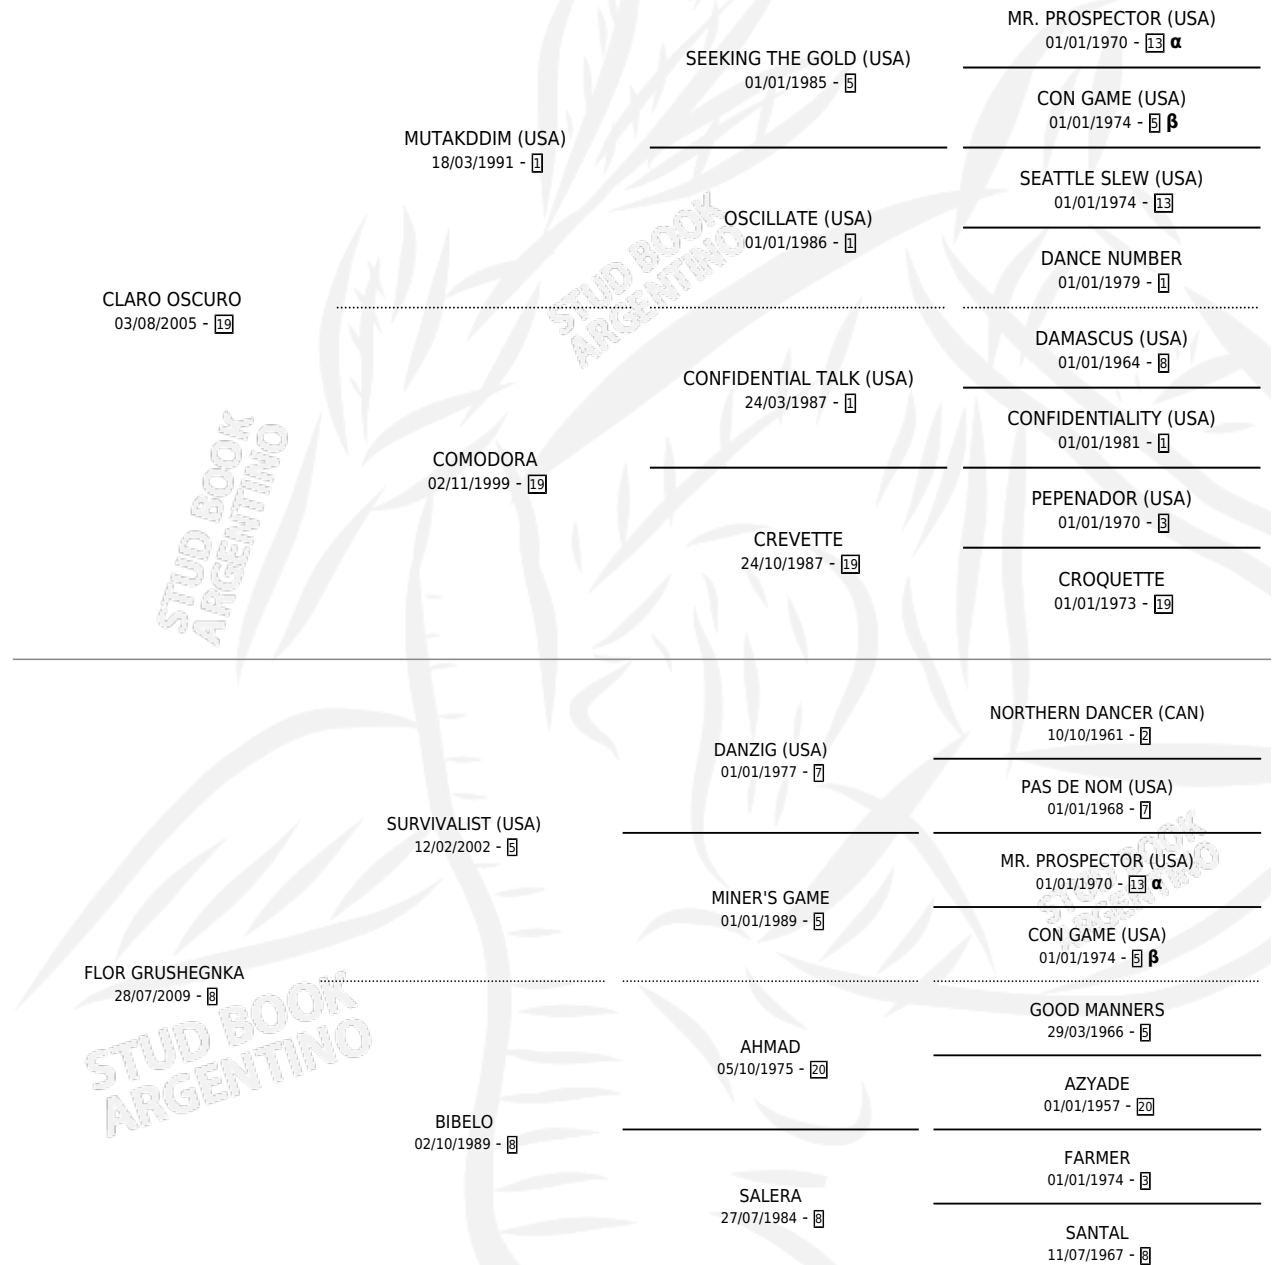 MR. PROSPECTOR (USA)
01/01/1970 - 13 α
SEEKING THE GOLD (USA)
01/01/1985 - 5
CON GAME (USA)
01/01/1974 - 5 β
MUTAKDDIM (USA)
18/03/1991 - 1
SEATTLE SLEW (USA)
01/01/1974 - 13
OSCILLATE (USA)
01/01/1986 - 1
DANCE NUMBER
01/01/1979 - 1
CLARO OSCURO
03/08/2005 - 19
DAMASCUS (USA)
01/01/1964 - 8
CONFIDENTIAL TALK (USA)
24/03/1987 - 1
CONFIDENTIALITY (USA)
01/01/1981 - 1
COMODORA
02/11/1999 - 19
PEPENADOR (USA)
01/01/1970 - 3
CREVETTE
24/10/1987 - 19
CROQUETTE
01/01/1973 - 19
NORTHERN DANCER (CAN)
10/10/1961 - 2
DANZIG (USA)
01/01/1977 - 7
PAS DE NOM (USA)
01/01/1968 - 7
SURVIVALIST (USA)
12/02/2002 - 5
MR. PROSPECTOR (USA)
01/01/1970 - 13 α
MINER'S GAME
01/01/1989 - 5
CON GAME (USA)
01/01/1974 - 5 β
FLOR GRUSHEGNKA
28/07/2009 - 8
GOOD MANNERS
29/03/1966 - 5
AHMAD
05/10/1975 - 20
AZYADE
01/01/1957 - 20
BIBELO
02/10/1989 - 8
FARMER
01/01/1974 - 3
SALERA
27/07/1984 - 8
SANTAL
11/07/1967 - 8
STUD BOOK
ARGENTINO
STUD BOOK
ARGENTINO
STUD BOOK
ARGENTINO
STUD BOOK
ARGENTINO